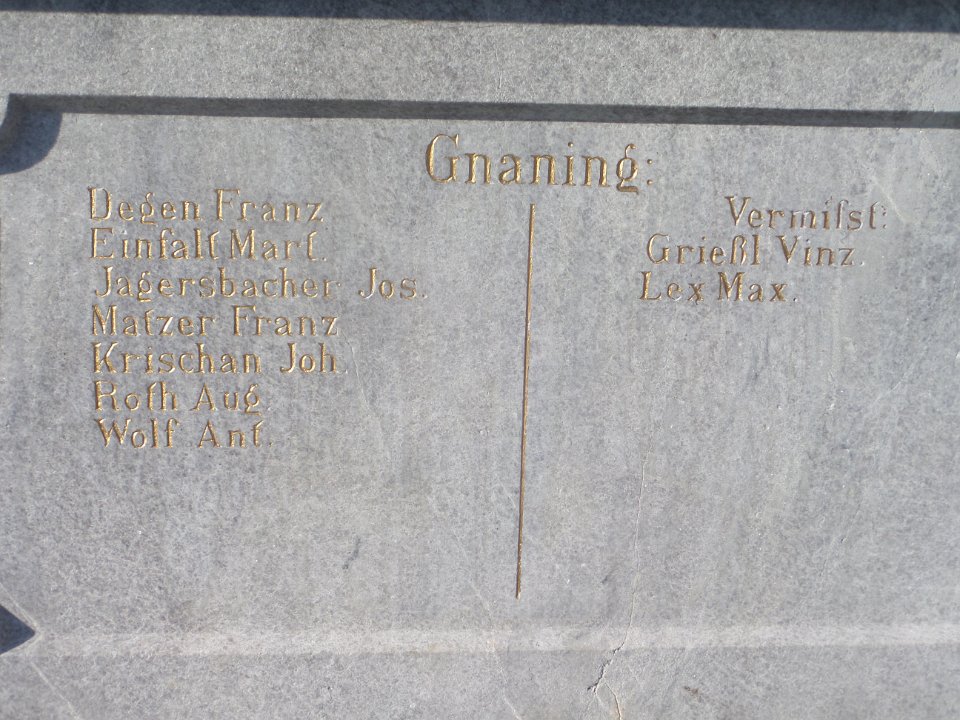 Gnaning:
Degen Franz
Einfalt Mart.
Jagersbacher Jos.
Matzer Franz
Krischan Joh.
Roth Aug.
Wolf Ant.
Vermisst:
Grießl Vinz.
Lex Max.